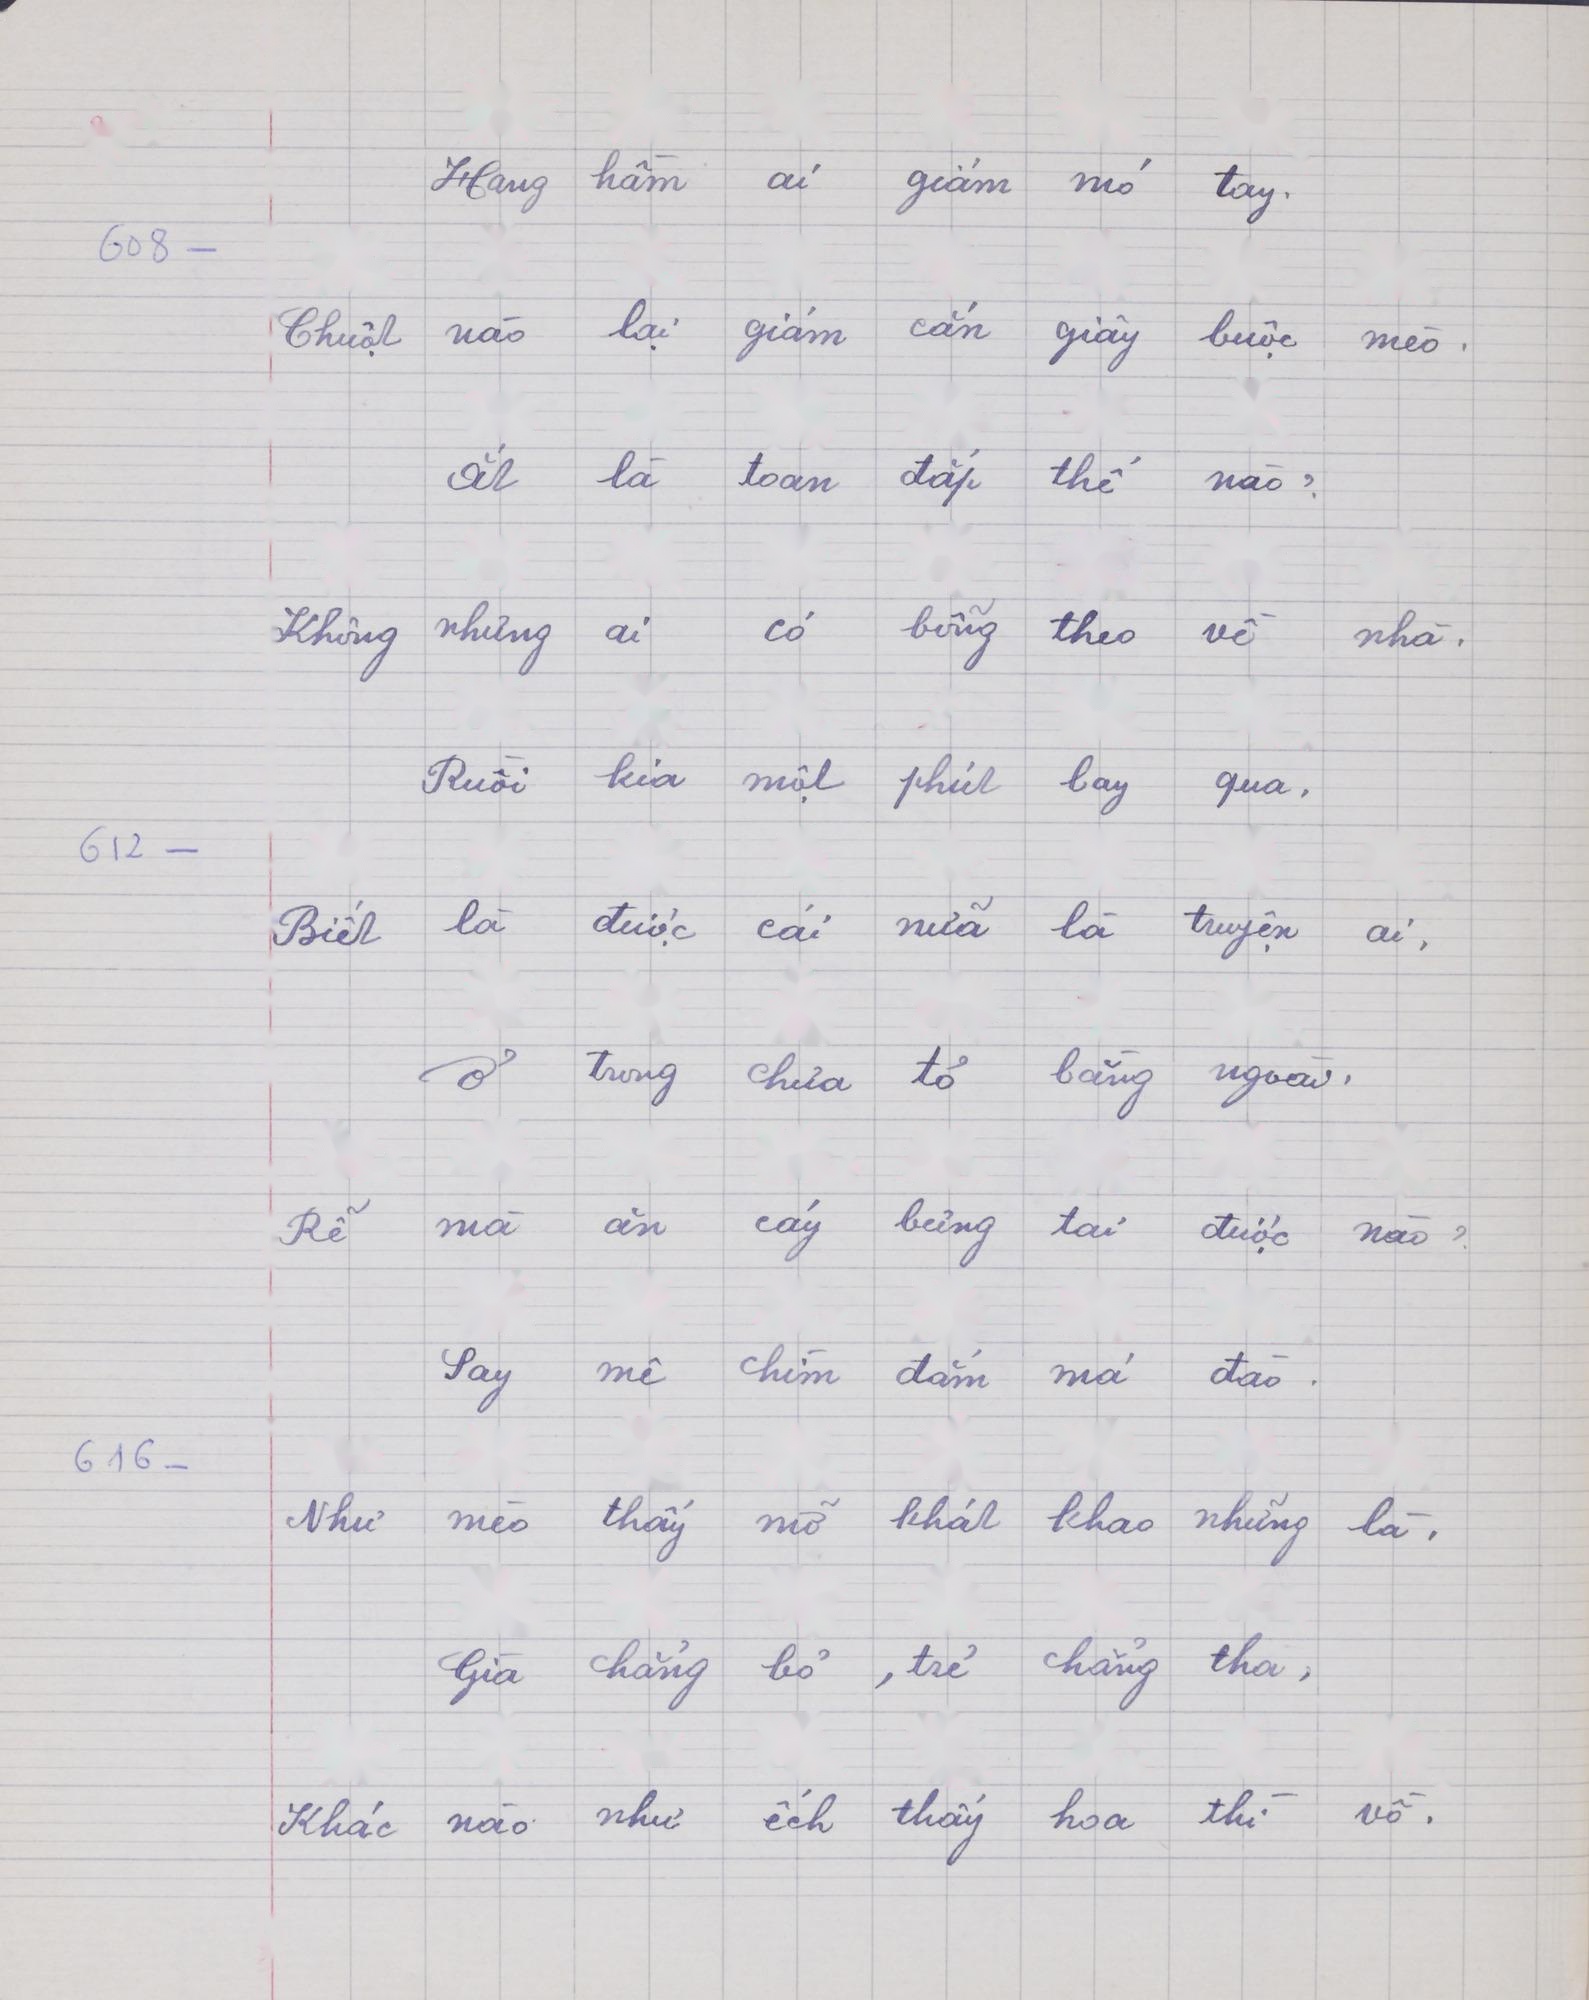 Hang hầm ai giám mó tay.
608 —
Chuột nào lại giám cắn giây buộc mèo.
Ắt là toan đắp thế nào?
Không nhưng ai có bỗng theo về nhà.
Ruồi kia một phút bay qua,
612 —
Biết là được cái nữa là truyện ai,
Ở trong chưa tỏ bằng ngoài,
Rễ mà ăn cáy bưng tai được nào?
Say mê chìm đắm má đào.
616 —
Như mèo thấy mỡ khát khao những là,
Già chẳng bỏ, trẻ chẳng tha,
Khác nào như ếch thấy hoa thì vồ.